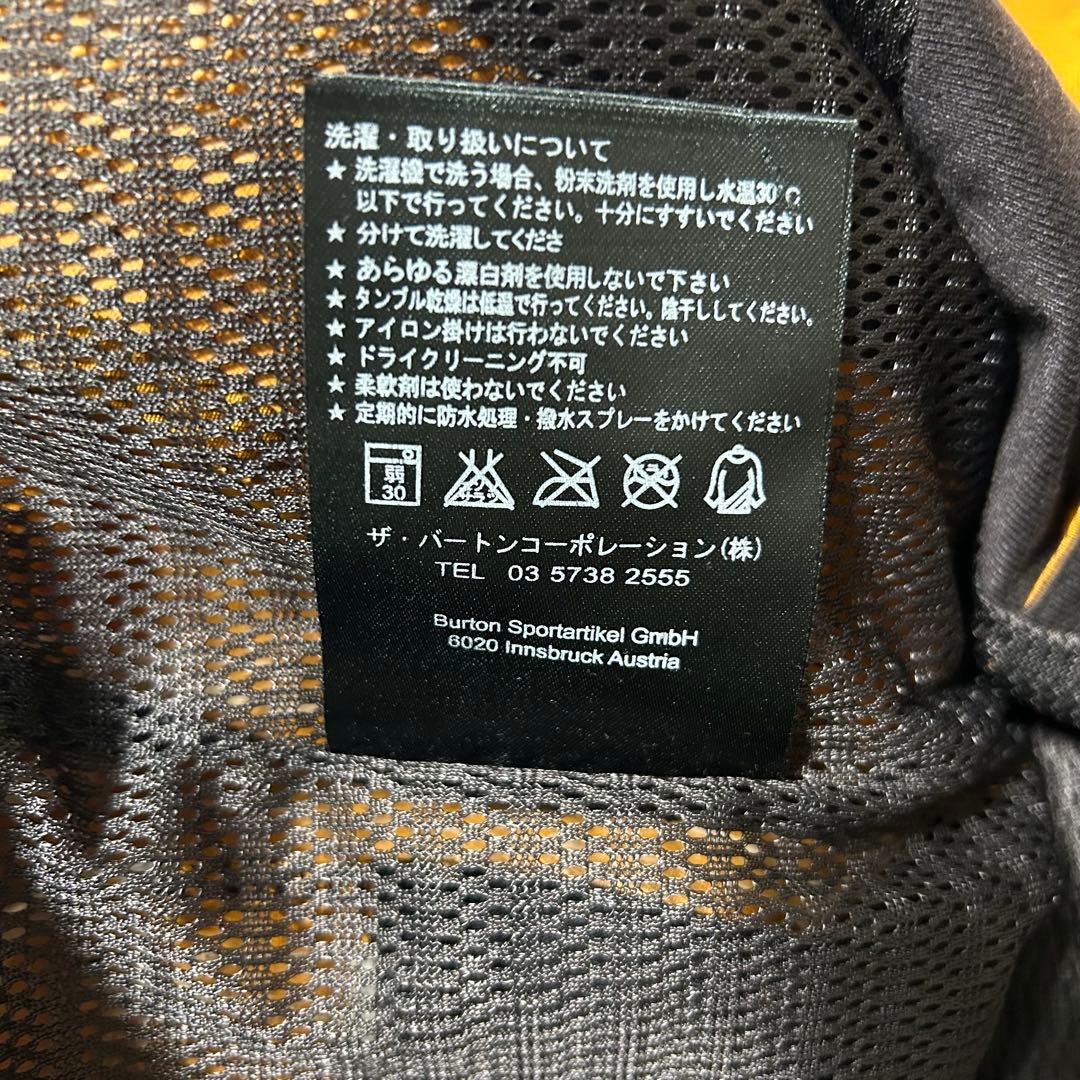 洗濯・取り扱いについて
★ 洗濯機で洗う場合、粉末洗剤を使用し水温30℃
以下で行ってください。十分にすすいでください
★ 分けて洗濯してくださ
★ あらゆる漂白剤を使用しないで下さい
★ タンブル乾燥は低温で行ってください。陰干ししてください。
★ アイロン掛けは行わないでください
★ ドライクリーニング不可
★ 柔軟剤は使わないでください
★ 定期的に防水処理・撥水スプレーをかけてください
弱
30
ザ・バートンコーポレーション(株)
TEL 03 5738 2555
Burton Sportartikel GmbH
6020 Innsbruck Austria